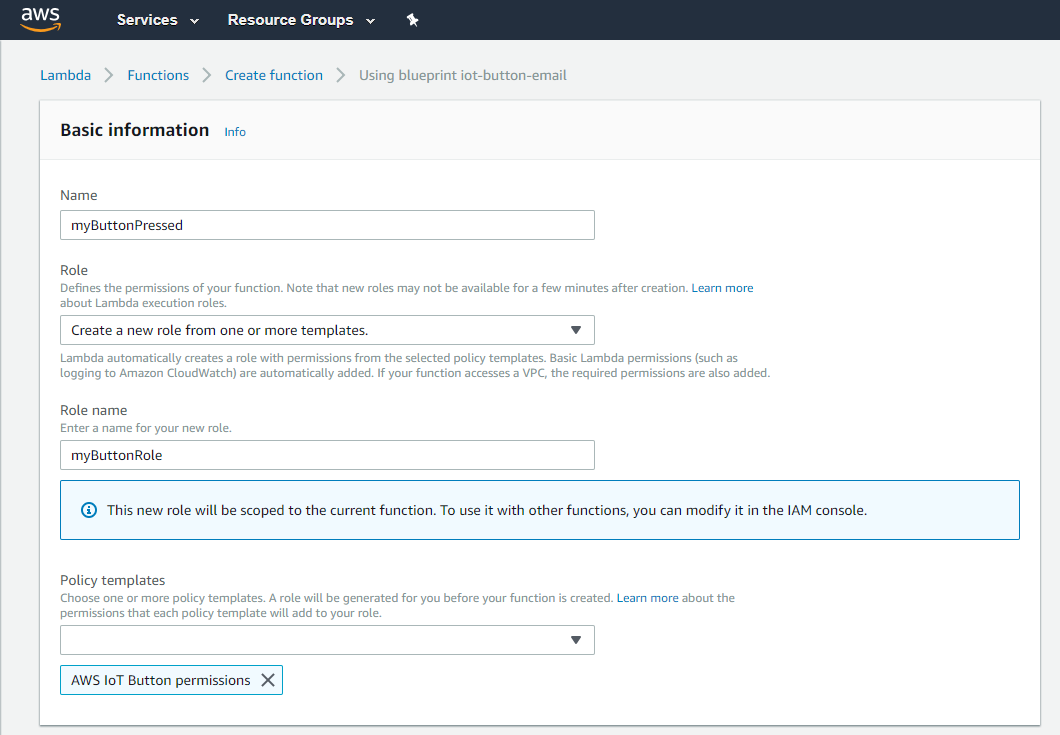 aws Services Resource Groups
Lambda Functions Create function Using blueprint iot-button-email
Basic information Info
Name
myButtonPressed
Role
Defines the permissions of your function. Note that new roles may not be available for a few minutes after creation. Learn more
about Lambda execution roles.
Create a new role from one or more templates.
Lambda automatically creates a role with permissions from the selected policy templates. Basic Lambda permissions (such as
logging to Amazon CloudWatch) are automatically added. If your function accesses a VPC, the required permissions are also added.
Role name
Enter a name for your new role.
myButtonRole
This new role will be scoped to the current function. To use it with other functions, you can modify it in the IAM console.
Policy templates
Choose one or more policy templates. A role will be generated for you before your function is created. Learn more about the
permissions that each policy template will add to your role.
AWS IoT Button permissions